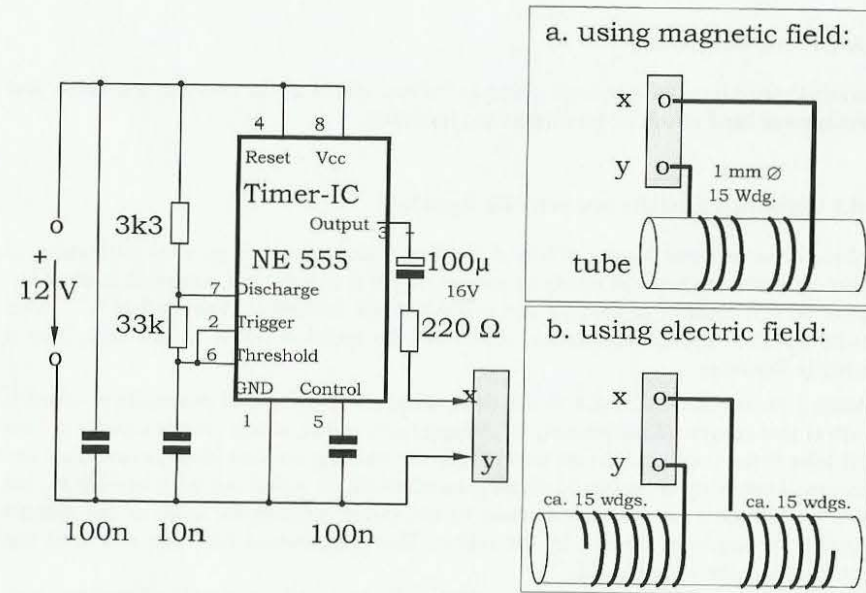 4 8
Reset Vcc
Timer-IC
Output
3
+
NE 555
3k3
o
+
12 V
o
7 Discharge
33k
2 Trigger
6 Threshold
GND Control
1 5
100µ
16V
220 Ω
x
y
100n 10n 100n
a. using magnetic field:
x o
y o
1 mm Ø
15 Wdg.
tube
b. using electric field:
x o
y o
ca. 15 wdgs. ca. 15 wdgs.